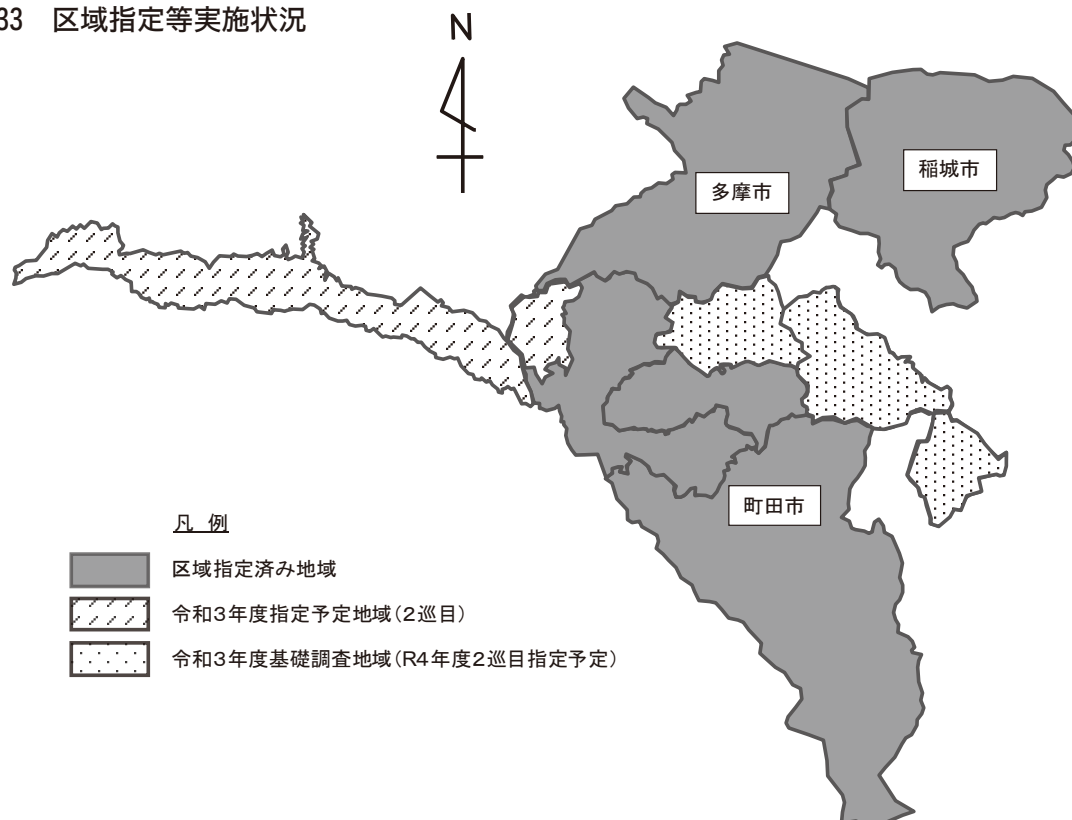 33 区域指定等実施状況
N
多摩市
稲城市
町田市
凡 例
区域指定済み地域
令和3年度指定予定地域(2巡目)
令和3年度基礎調査地域(R4年度2巡目指定予定)